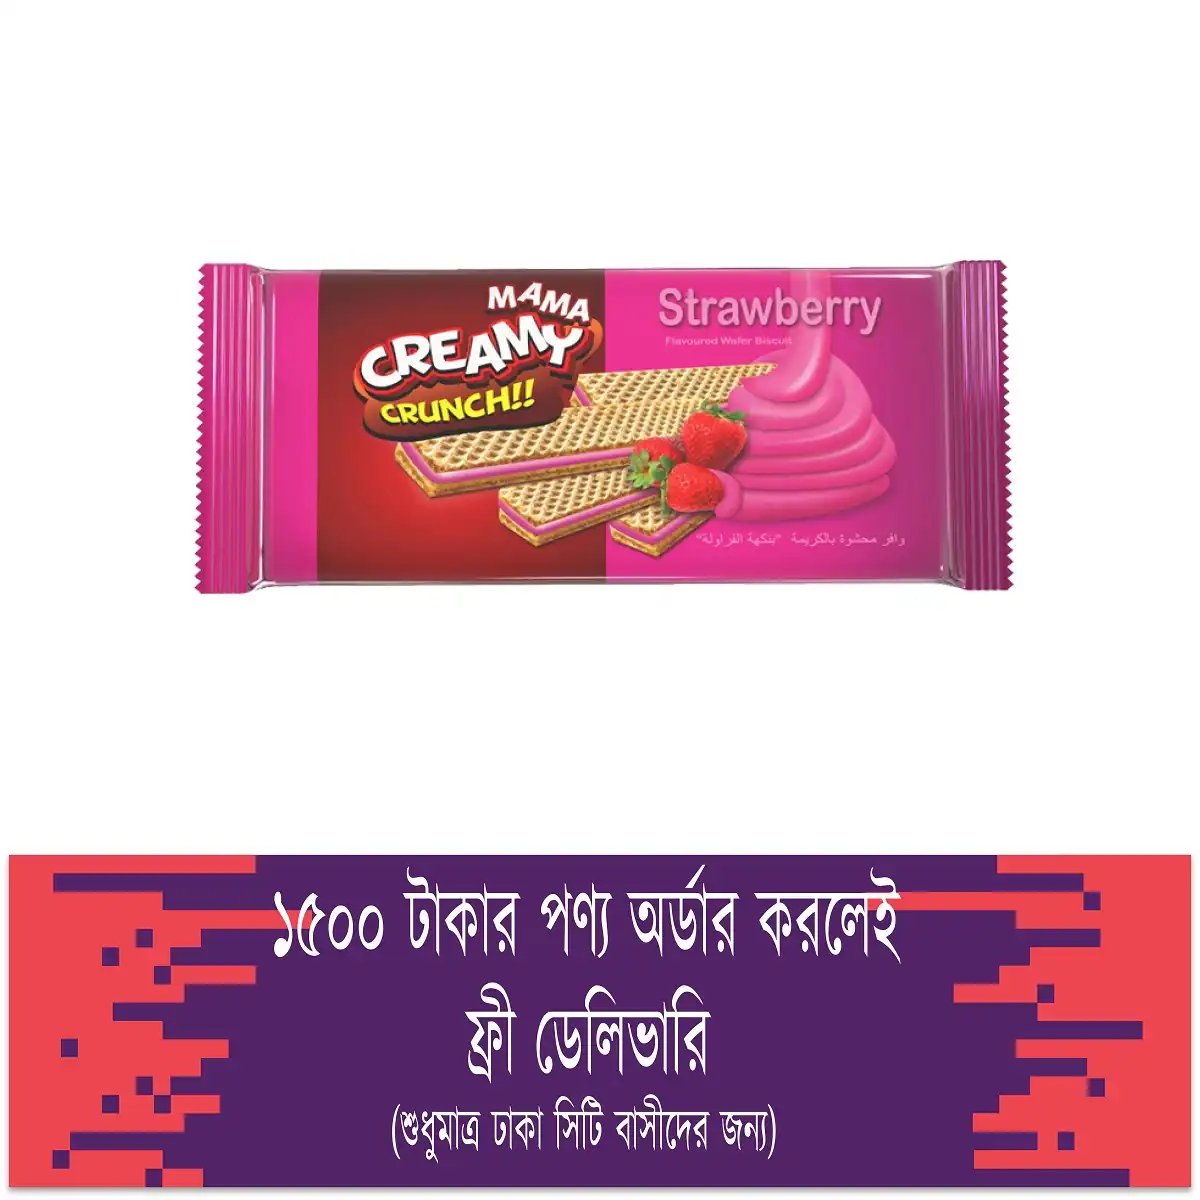 MAMA
CREAMY
CRUNCH!!
Strawberry
Flavoured Wafer Biscuit
وافر محشوة بالكريمة "بنكهة الفراولة"
১৫০০ টাকার পণ্য অর্ডার করলেই
ফ্রী ডেলিভারি
(শুধুমাত্র ঢাকা সিটি বাসীদের জন্য)